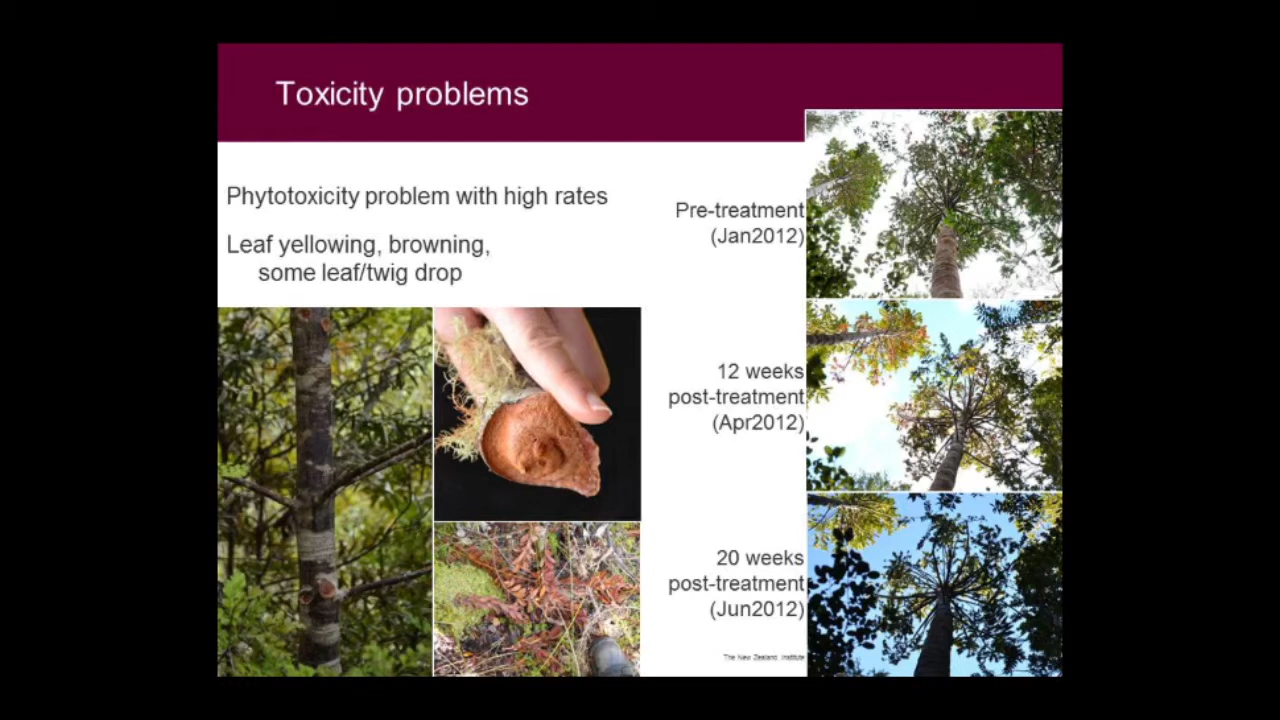 Toxicity problems
Phytotoxicity problem with high rates
Leaf yellowing, browning,
some leaf/twig drop
Pre-treatment
(Jan2012)
12 weeks
post-treatment
(Apr2012)
20 weeks
post-treatment
(Jun2012)
The New Zealand Institute